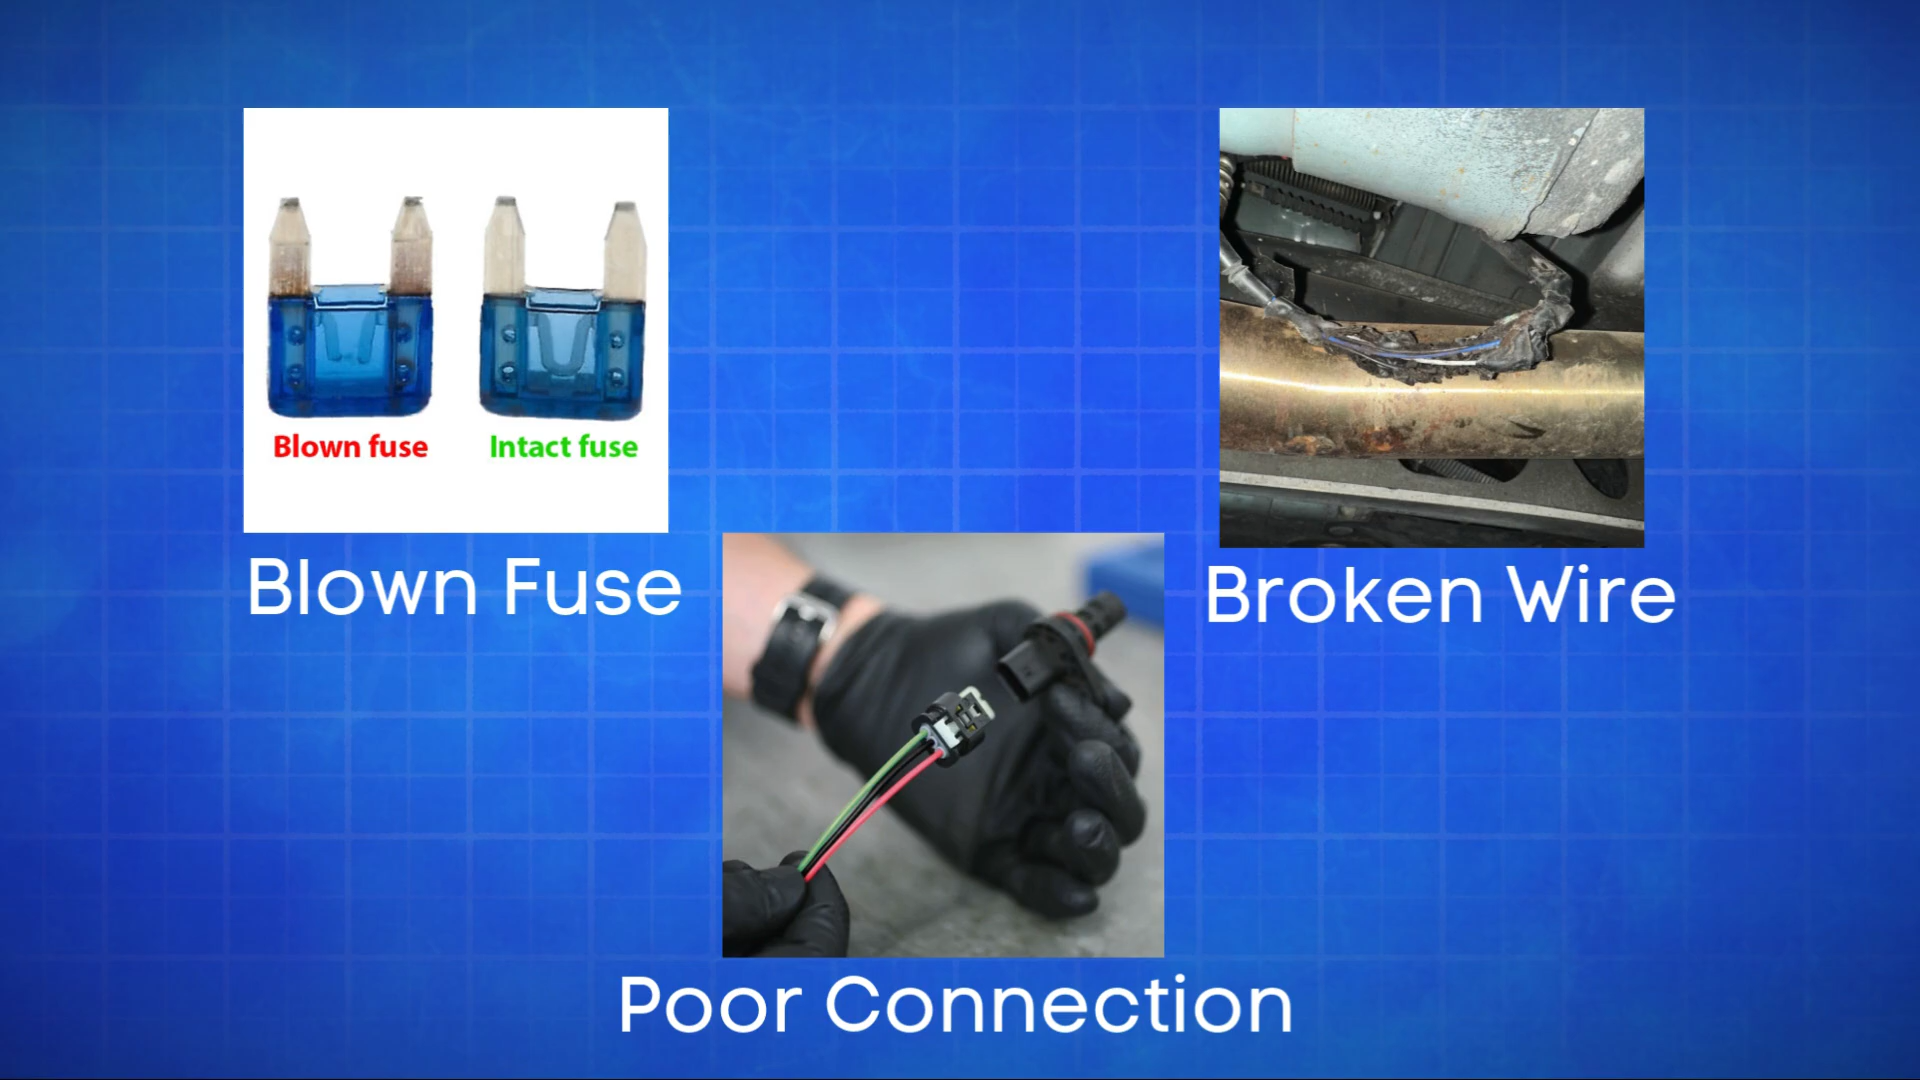 Blown fuse
Intact fuse
Blown Fuse
Broken Wire
Poor Connection